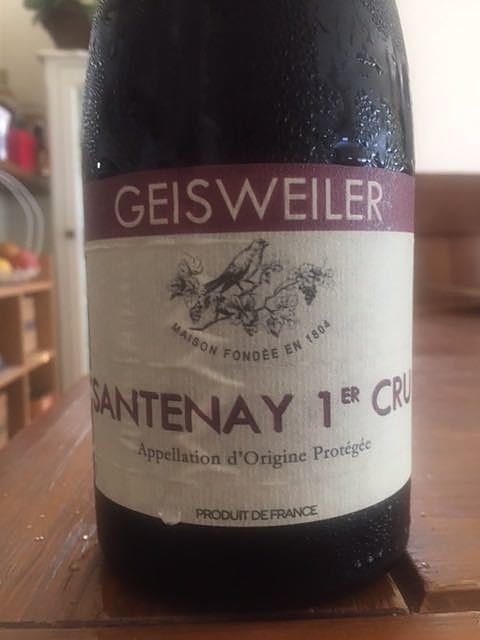 GEISWEILER
MAISON FONDÉE EN 1804
SANTENAY 1ER CRU
Appellation d'Origine Protégée
PRODUIT DE FRANCE